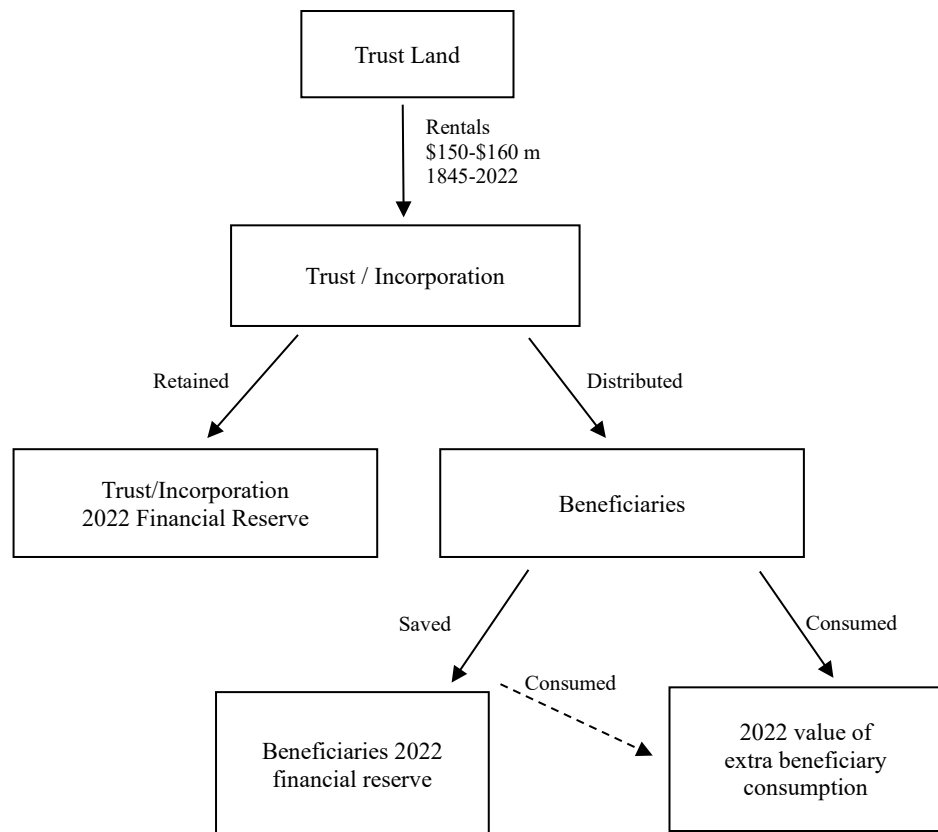 Trust Land
Rentals
$150-$160 m
1845-2022
Trust / Incorporation
Retained
Distributed
Trust/Incorporation
2022 Financial Reserve
Beneficiaries
Saved
Consumed
Consumed
Beneficiaries 2022
financial reserve
2022 value of
extra beneficiary
consumption